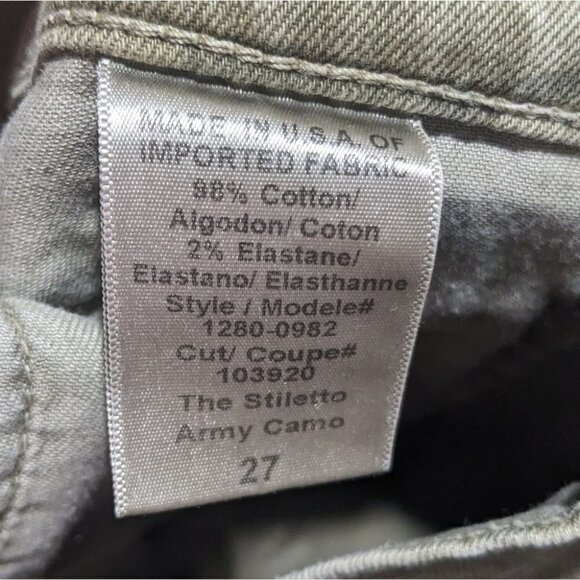 MADE IN U.S.A. OF
IMPORTED FABRIC
98% Cotton/
Algodon/ Coton
2% Elastane/
Elastano/ Elasthanne
Style / Modele#
1280-0982
Cut/ Coupe#
103920
The Stiletto
Army Camo
27